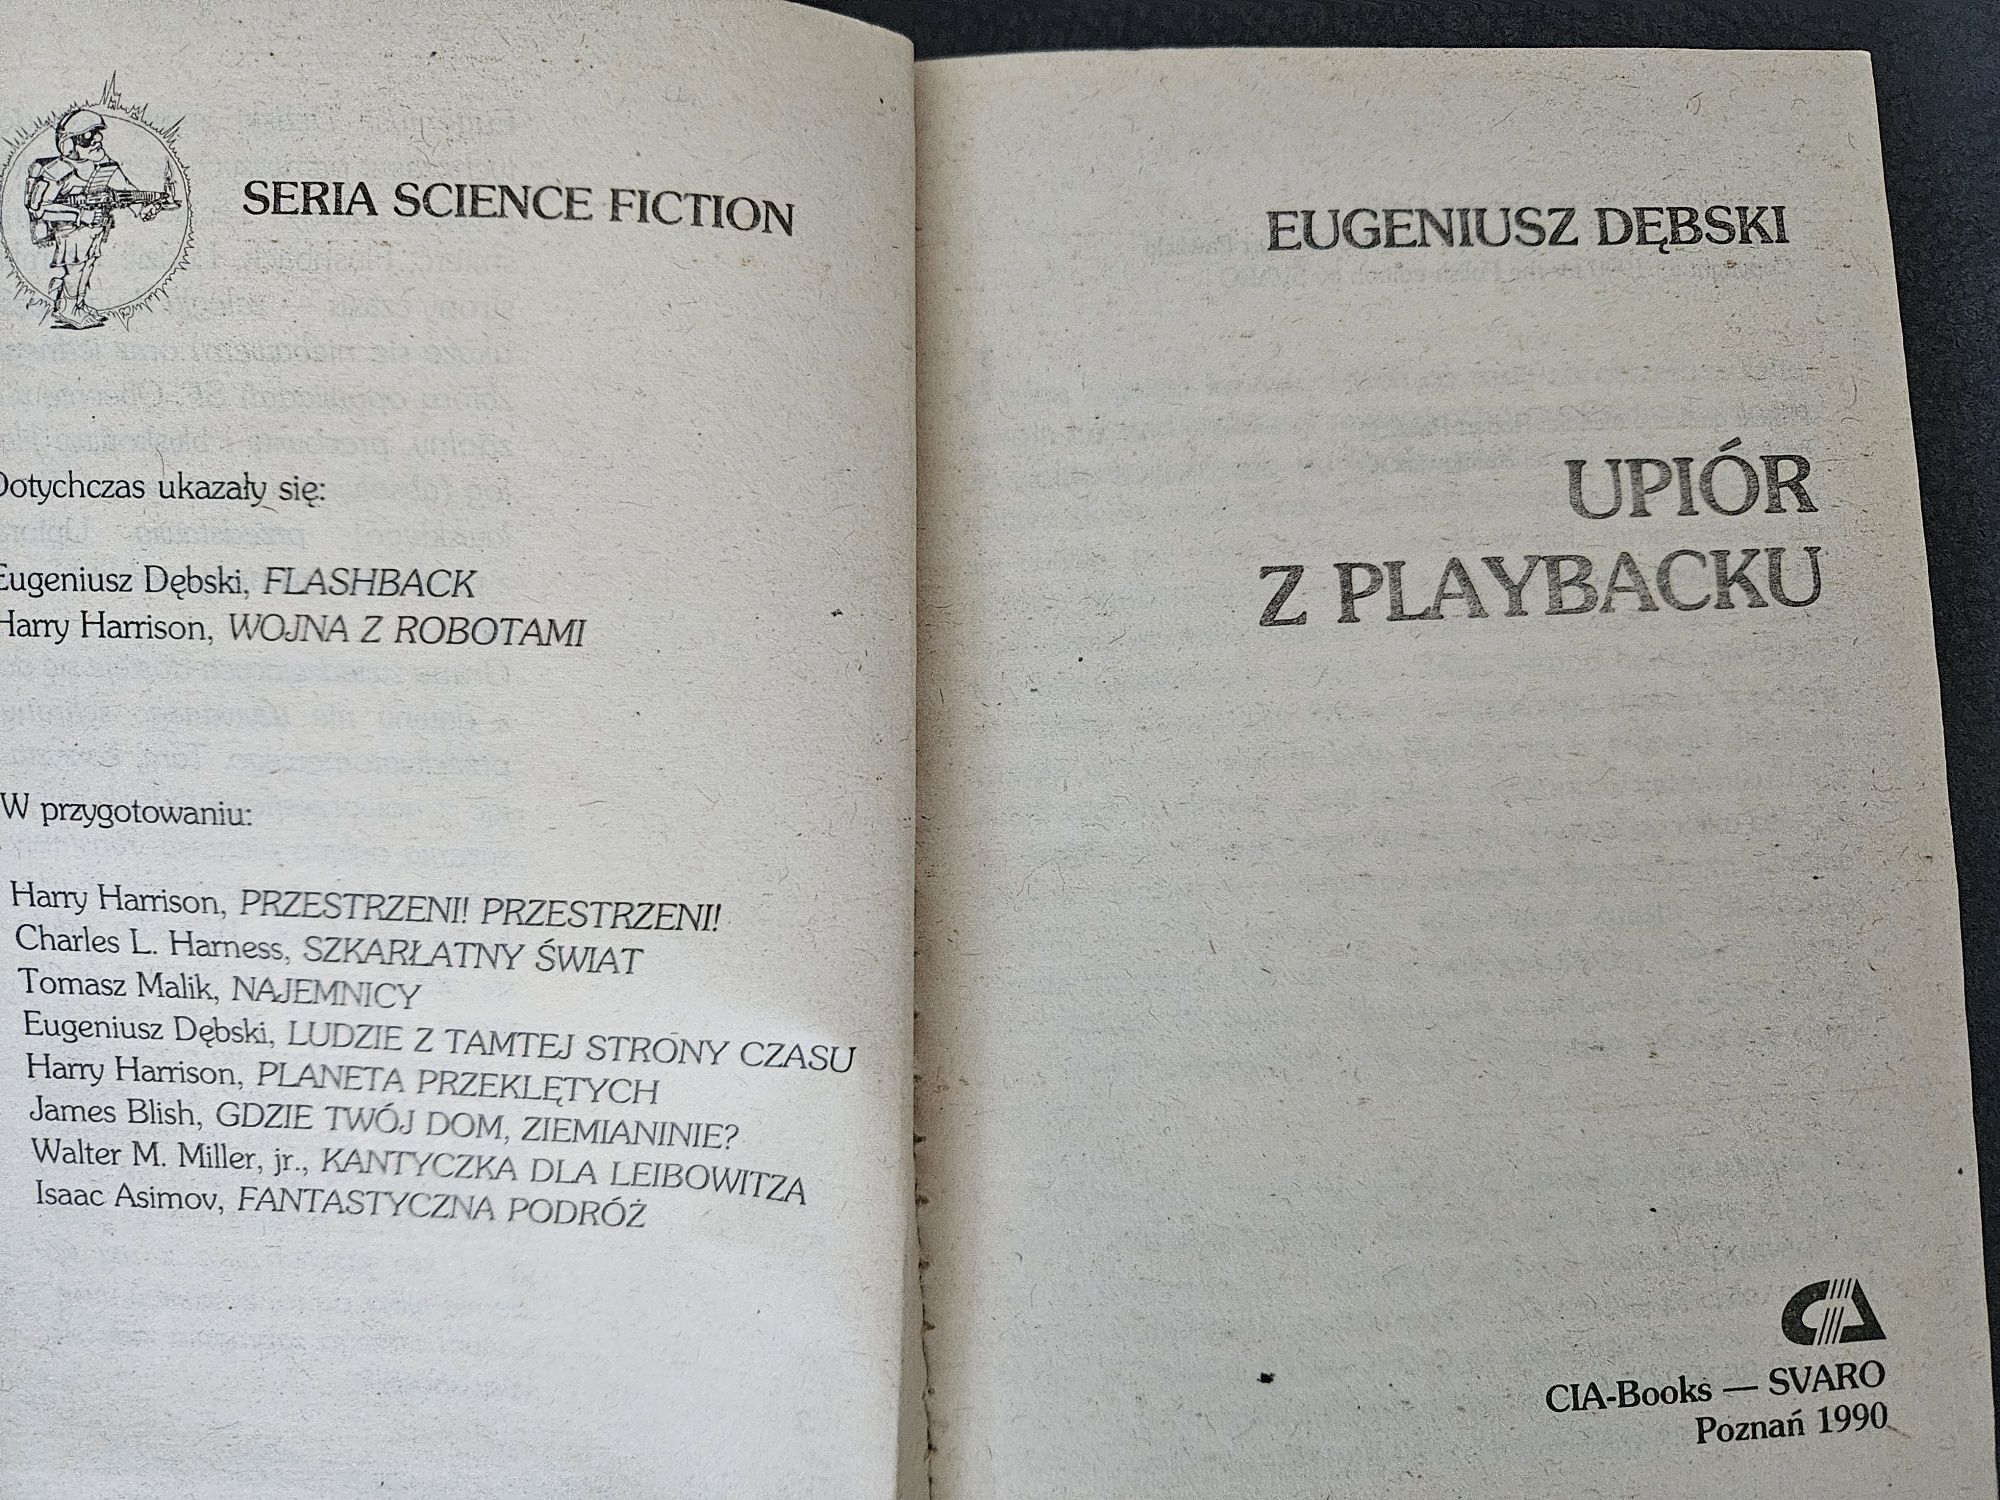 SERIA SCIENCE FICTION
Dotychczas ukazały się:
Eugeniusz Dębski, FLASHBACK
Harry Harrison, WOJNA Z ROBOTAMI
W przygotowaniu:
Harry Harrison, PRZESTRZENI! PRZESTRZENI!
Charles L. Harness, SZKARŁATNY ŚWIAT
Tomasz Malik, NAJEMNICY
Eugeniusz Dębski, LUDZIE Z TAMTEJ STRONY CZASU
Harry Harrison, PLANETA PRZEKLĘTYCH
James Blish, GDZIE TWÓJ DOM, ZIEMIANINIE?
Walter M. Miller, jr., KANTYCZKA DLA LEIBOWITZA
Isaac Asimov, FANTASTYCZNA PODRÓŻ
EUGENIUSZ DĘBSKI
UPIÓR
Z PLAYBACKU
CIA
CIA-Books — SVARO
Poznań 1990